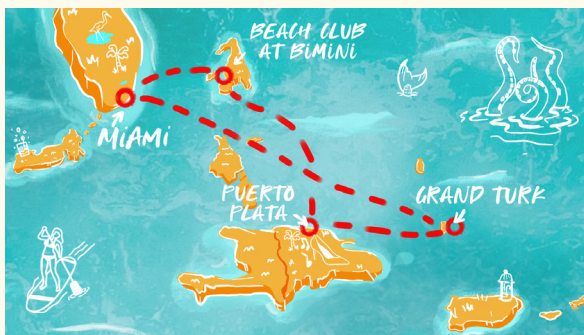 BEACH CLUB
AT BIMINI
MIAMI
PUERTO
PLATA
GRAND TURK